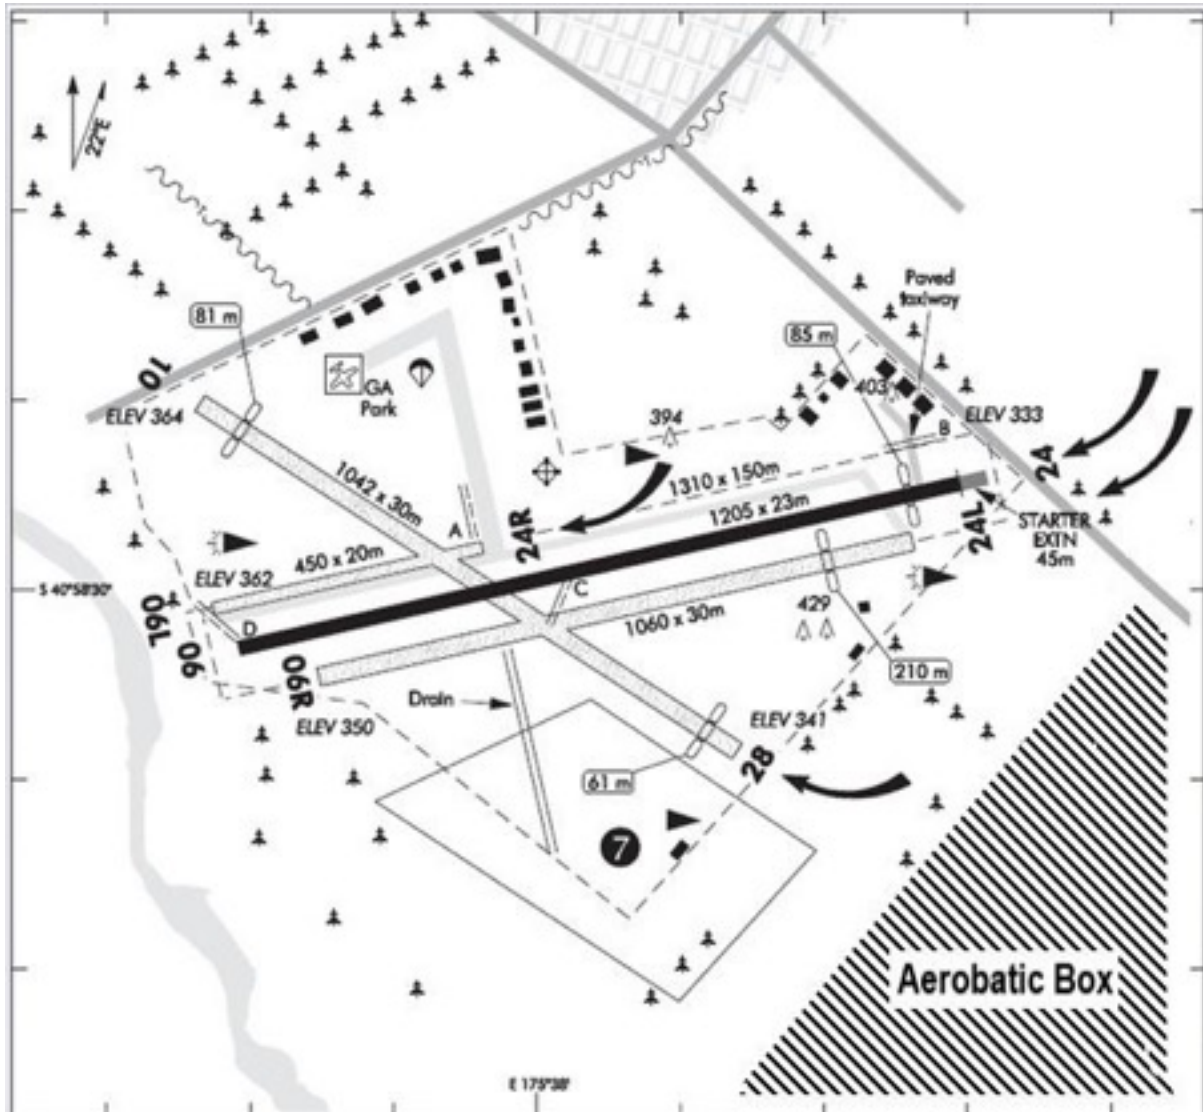 22°E
Paved
taxiway
81 m
85 m
10
GA
Park
403
ELEV 364
ELEV 333
394
24
1042 x 30m
1310 x 150m
1205 x 23m
24R
24L
B
A
STARTER
EXTN
45m
450 x 20m
ELEV 362
C
S 40°58'30"
06L
06
D
1060 x 30m
429
06R
210 m
Drain
ELEV 350
ELEV 341
28
61 m
7
Aerobatic Box
E 175°38'